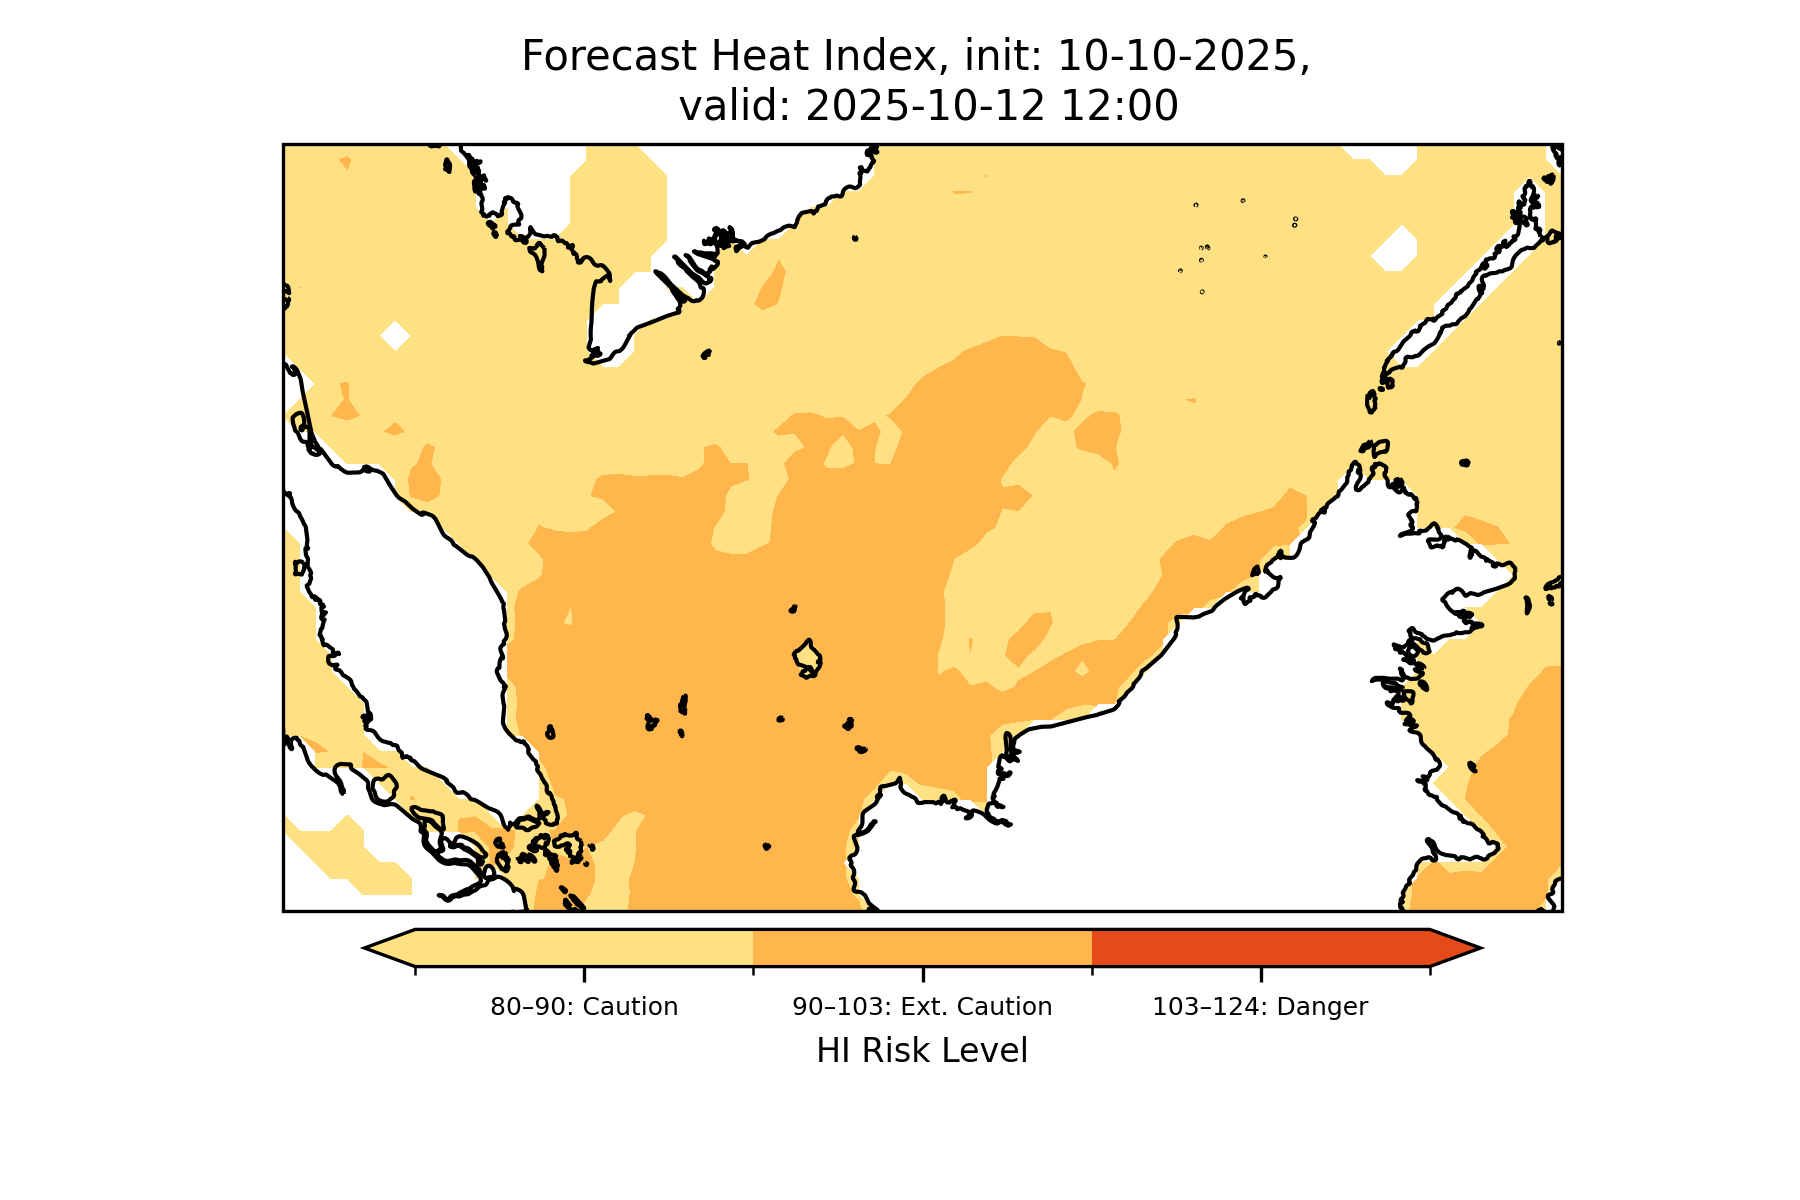 Forecast Heat Index, init: 10-10-2025,
valid: 2025-10-12 12:00
80–90: Caution
90–103: Ext. Caution
103–124: Danger
HI Risk Level